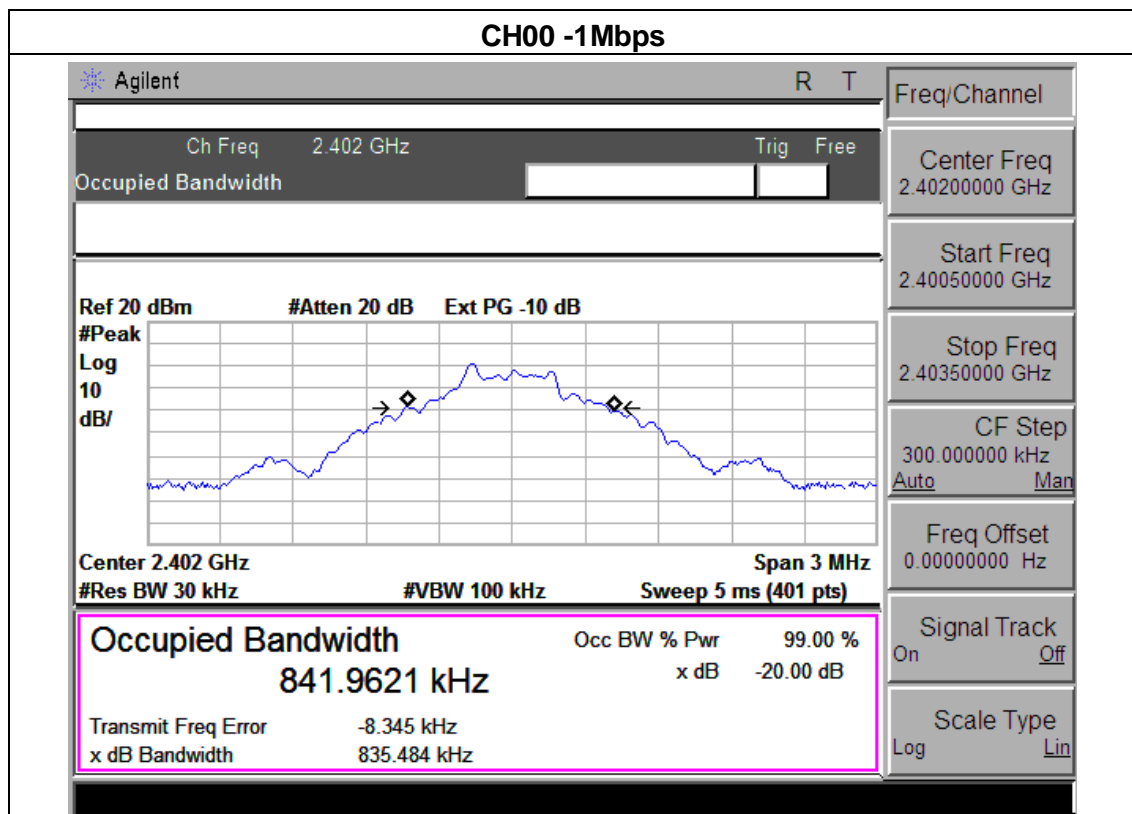 CH00 -1Mbps
Agilent R T
Ch Freq 2.402 GHz Trig Free
Occupied Bandwidth
Ref 20 dBm #Atten 20 dB Ext PG -10 dB
#Peak
Log
10
dB/
Center 2.402 GHz Span 3 MHz
#Res BW 30 kHz #VBW 100 kHz Sweep 5 ms (401 pts)
Occupied Bandwidth Occ BW % Pwr 99.00 %
841.9621 kHz x dB -20.00 dB
Transmit Freq Error -8.345 kHz
x dB Bandwidth 835.484 kHz
Freq/Channel
Center Freq
2.40200000 GHz
Start Freq
2.40050000 GHz
Stop Freq
2.40350000 GHz
CF Step
300.000000 kHz
Auto Man
Freq Offset
0.00000000 Hz
Signal Track
On Off
Scale Type
Log Lin